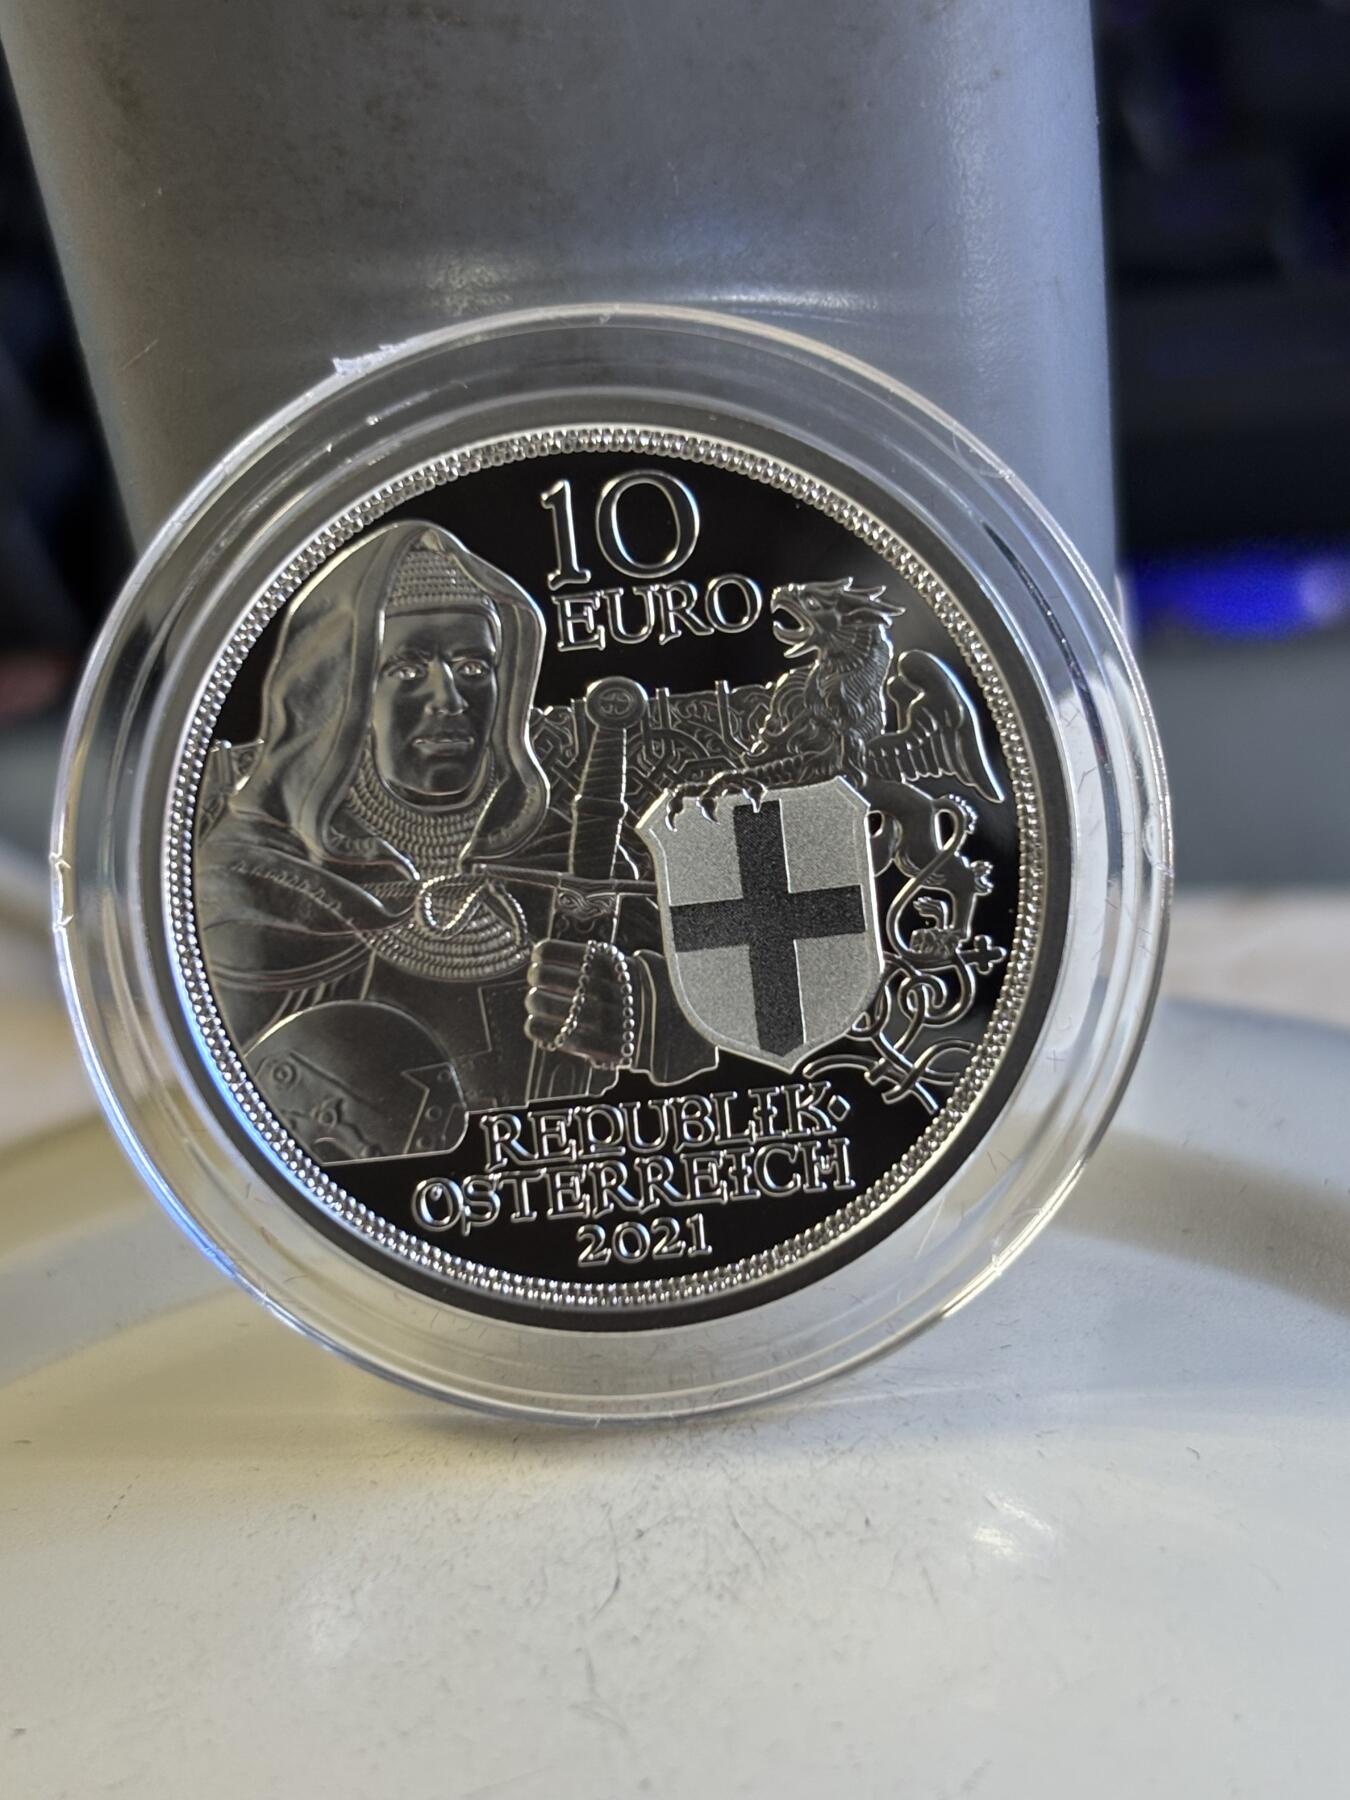 10
EURO
REPUBLIK·
ÖSTERREICH
2021